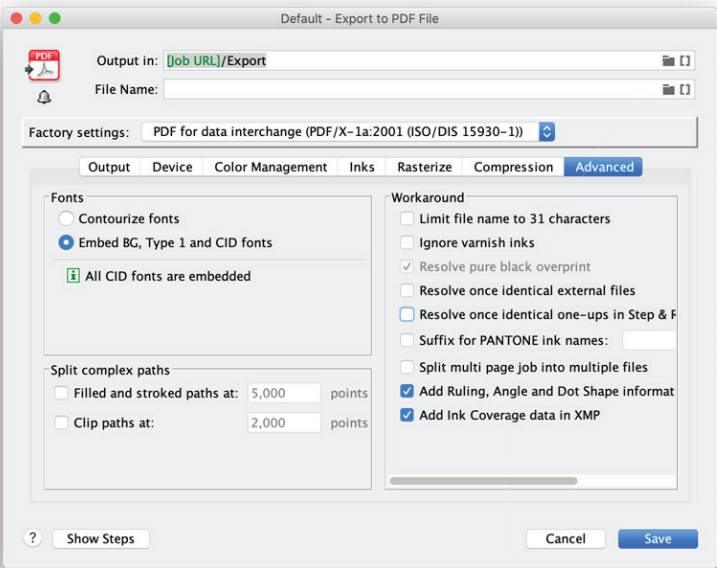 Default - Export to PDF File
PDF
Output in: [Job URL]/Export
File Name:
Factory settings: PDF for data interchange (PDF/X-1a:2001 (ISO/DIS 15930-1))
Output Device Color Management Inks Rasterize Compression Advanced
Fonts
Contourize fonts
Embed BG, Type 1 and CID fonts
All CID fonts are embedded
Split complex paths
Filled and stroked paths at: 5,000 points
Clip paths at: 2,000 points
Workaround
Limit file name to 31 characters
Ignore varnish inks
Resolve pure black overprint
Resolve once identical external files
Resolve once identical one-ups in Step & R
Suffix for PANTONE ink names:
Split multi page job into multiple files
Add Ruling, Angle and Dot Shape informat
Add Ink Coverage data in XMP
? Show Steps Cancel Save